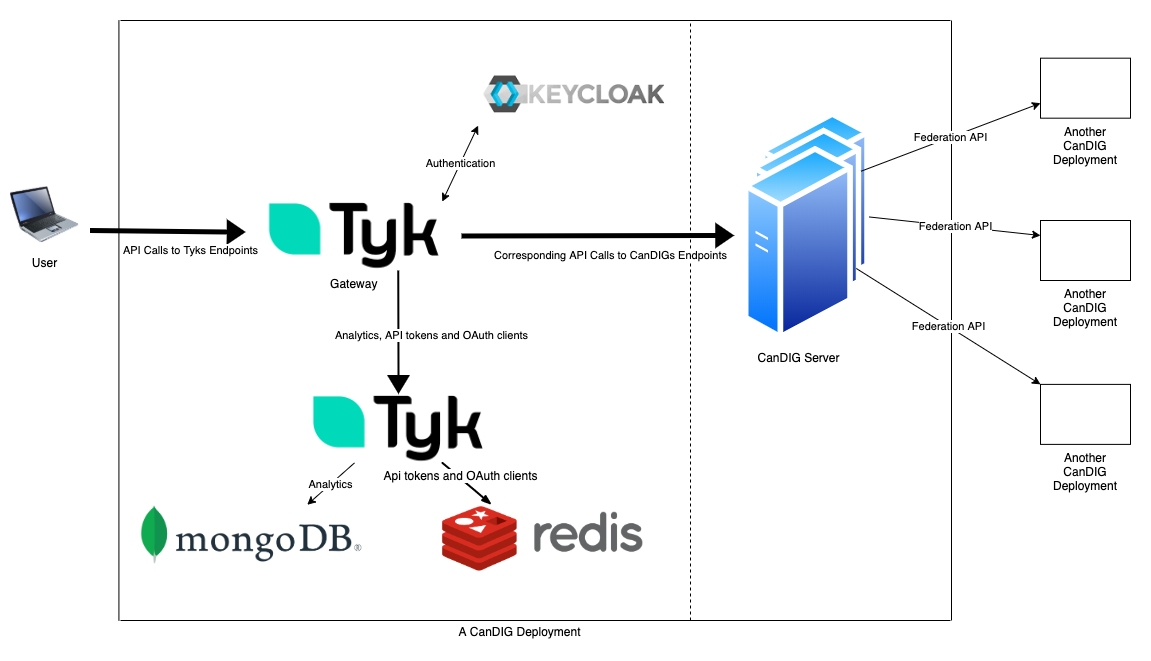 KEYCLOAK
Authentication
Tyk
Gateway
User
API Calls to Tyks Endpoints
Corresponding API Calls to CanDIGs Endpoints
CanDIG Server
Federation API
Another
CanDIG
Deployment
Federation API
Another
CanDIG
Deployment
Federation API
Another
CanDIG
Deployment
Analytics, API tokens and OAuth clients
Tyk
Analytics
Api tokens and OAuth clients
mongoDB®
redis
A CanDIG Deployment